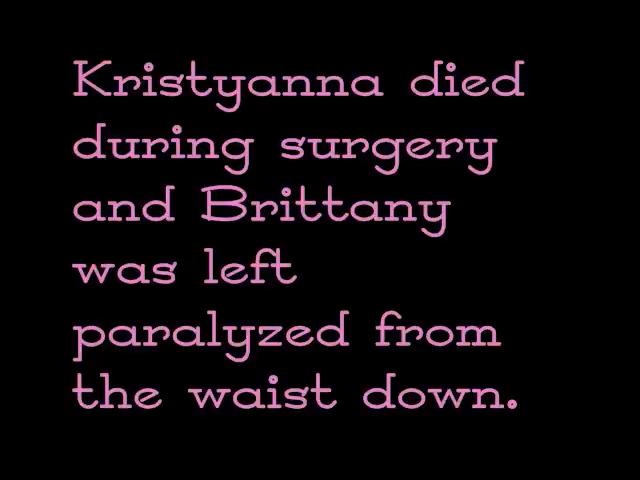 Kristyanna died
during surgery
and Brittany
was left
paralyzed from
the waist down.